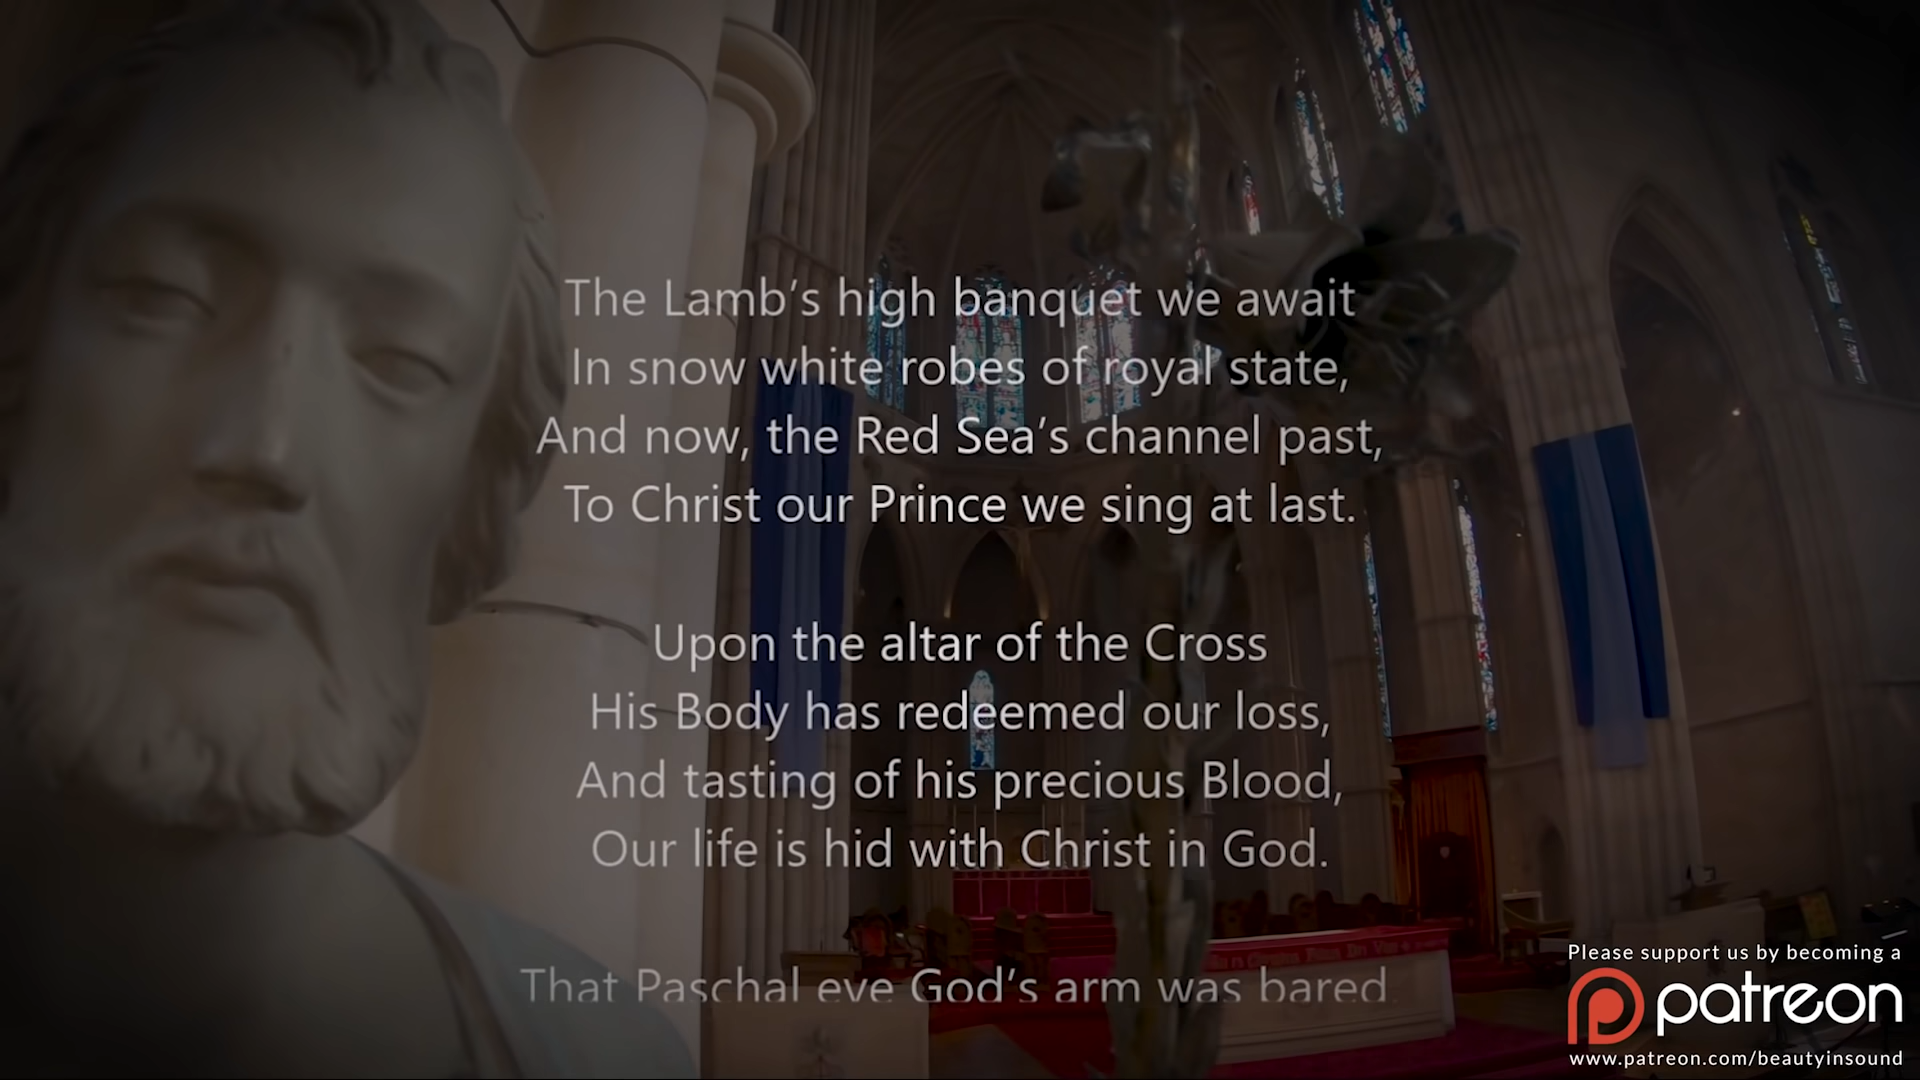 The Lamb’s high banquet we await
In snow white robes of royal state,
And now, the Red Sea’s channel past,
To Christ our Prince we sing at last.
Upon the altar of the Cross
His Body has redeemed our loss,
And tasting of his precious Blood,
Our life is hid with Christ in God.
That Paschal eve God’s arm was bared,
Please support us by becoming a
patreon
www.patreon.com/beautyinsound